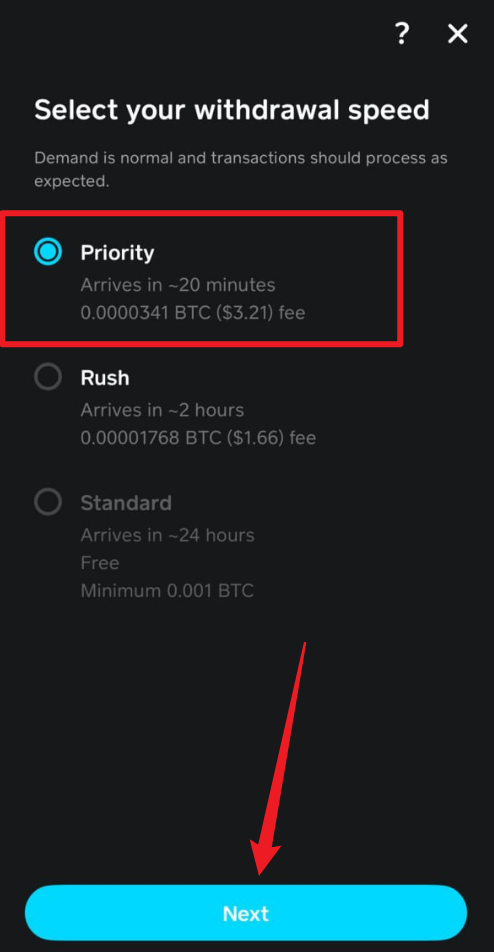 ?
Select your withdrawal speed
Demand is normal and transactions should process as
expected.
Priority
Arrives in ~20 minutes
0.0000341 BTC ($3.21) fee
Rush
Arrives in ~2 hours
0.00001768 BTC ($1.66) fee
Standard
Arrives in ~24 hours
Free
Minimum 0.001 BTC
Next